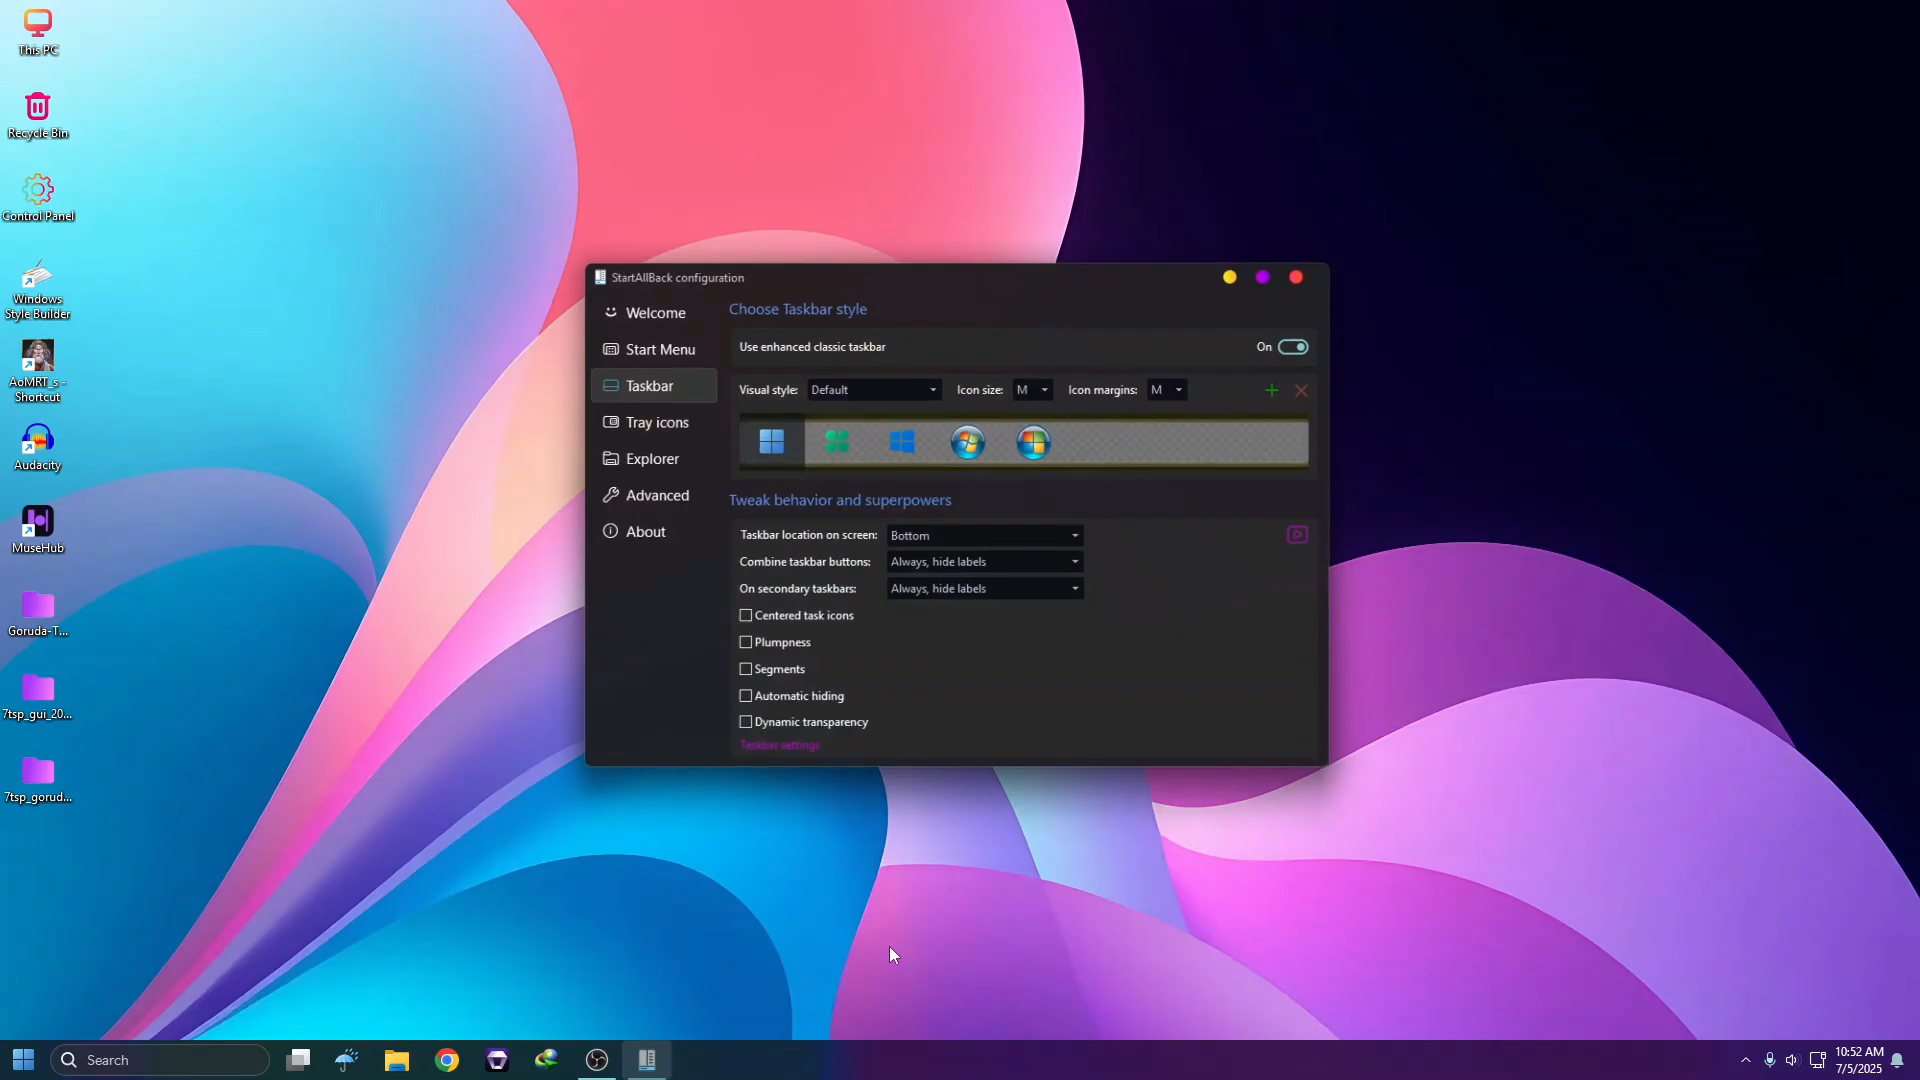 This PC
Recycle Bin
Control Panel
Windows
Style Builder
AoMRT_s -
Shortcut
Audacity
MuseHub
Goruda-T...
7tsp_gui_20...
7tsp_gorud...
StartAllBack configuration
Welcome
Start Menu
Taskbar
Tray icons
Explorer
Advanced
About
Choose Taskbar style
Use enhanced classic taskbar
On
Visual style: Default Icon size: M Icon margins: M
Tweak behavior and superpowers
Taskbar location on screen: Bottom
Combine taskbar buttons: Always, hide labels
On secondary taskbars: Always, hide labels
Centered task icons
Plumpness
Segments
Automatic hiding
Dynamic transparency
Taskbar settings
Search
10:52 AM
7/5/2025